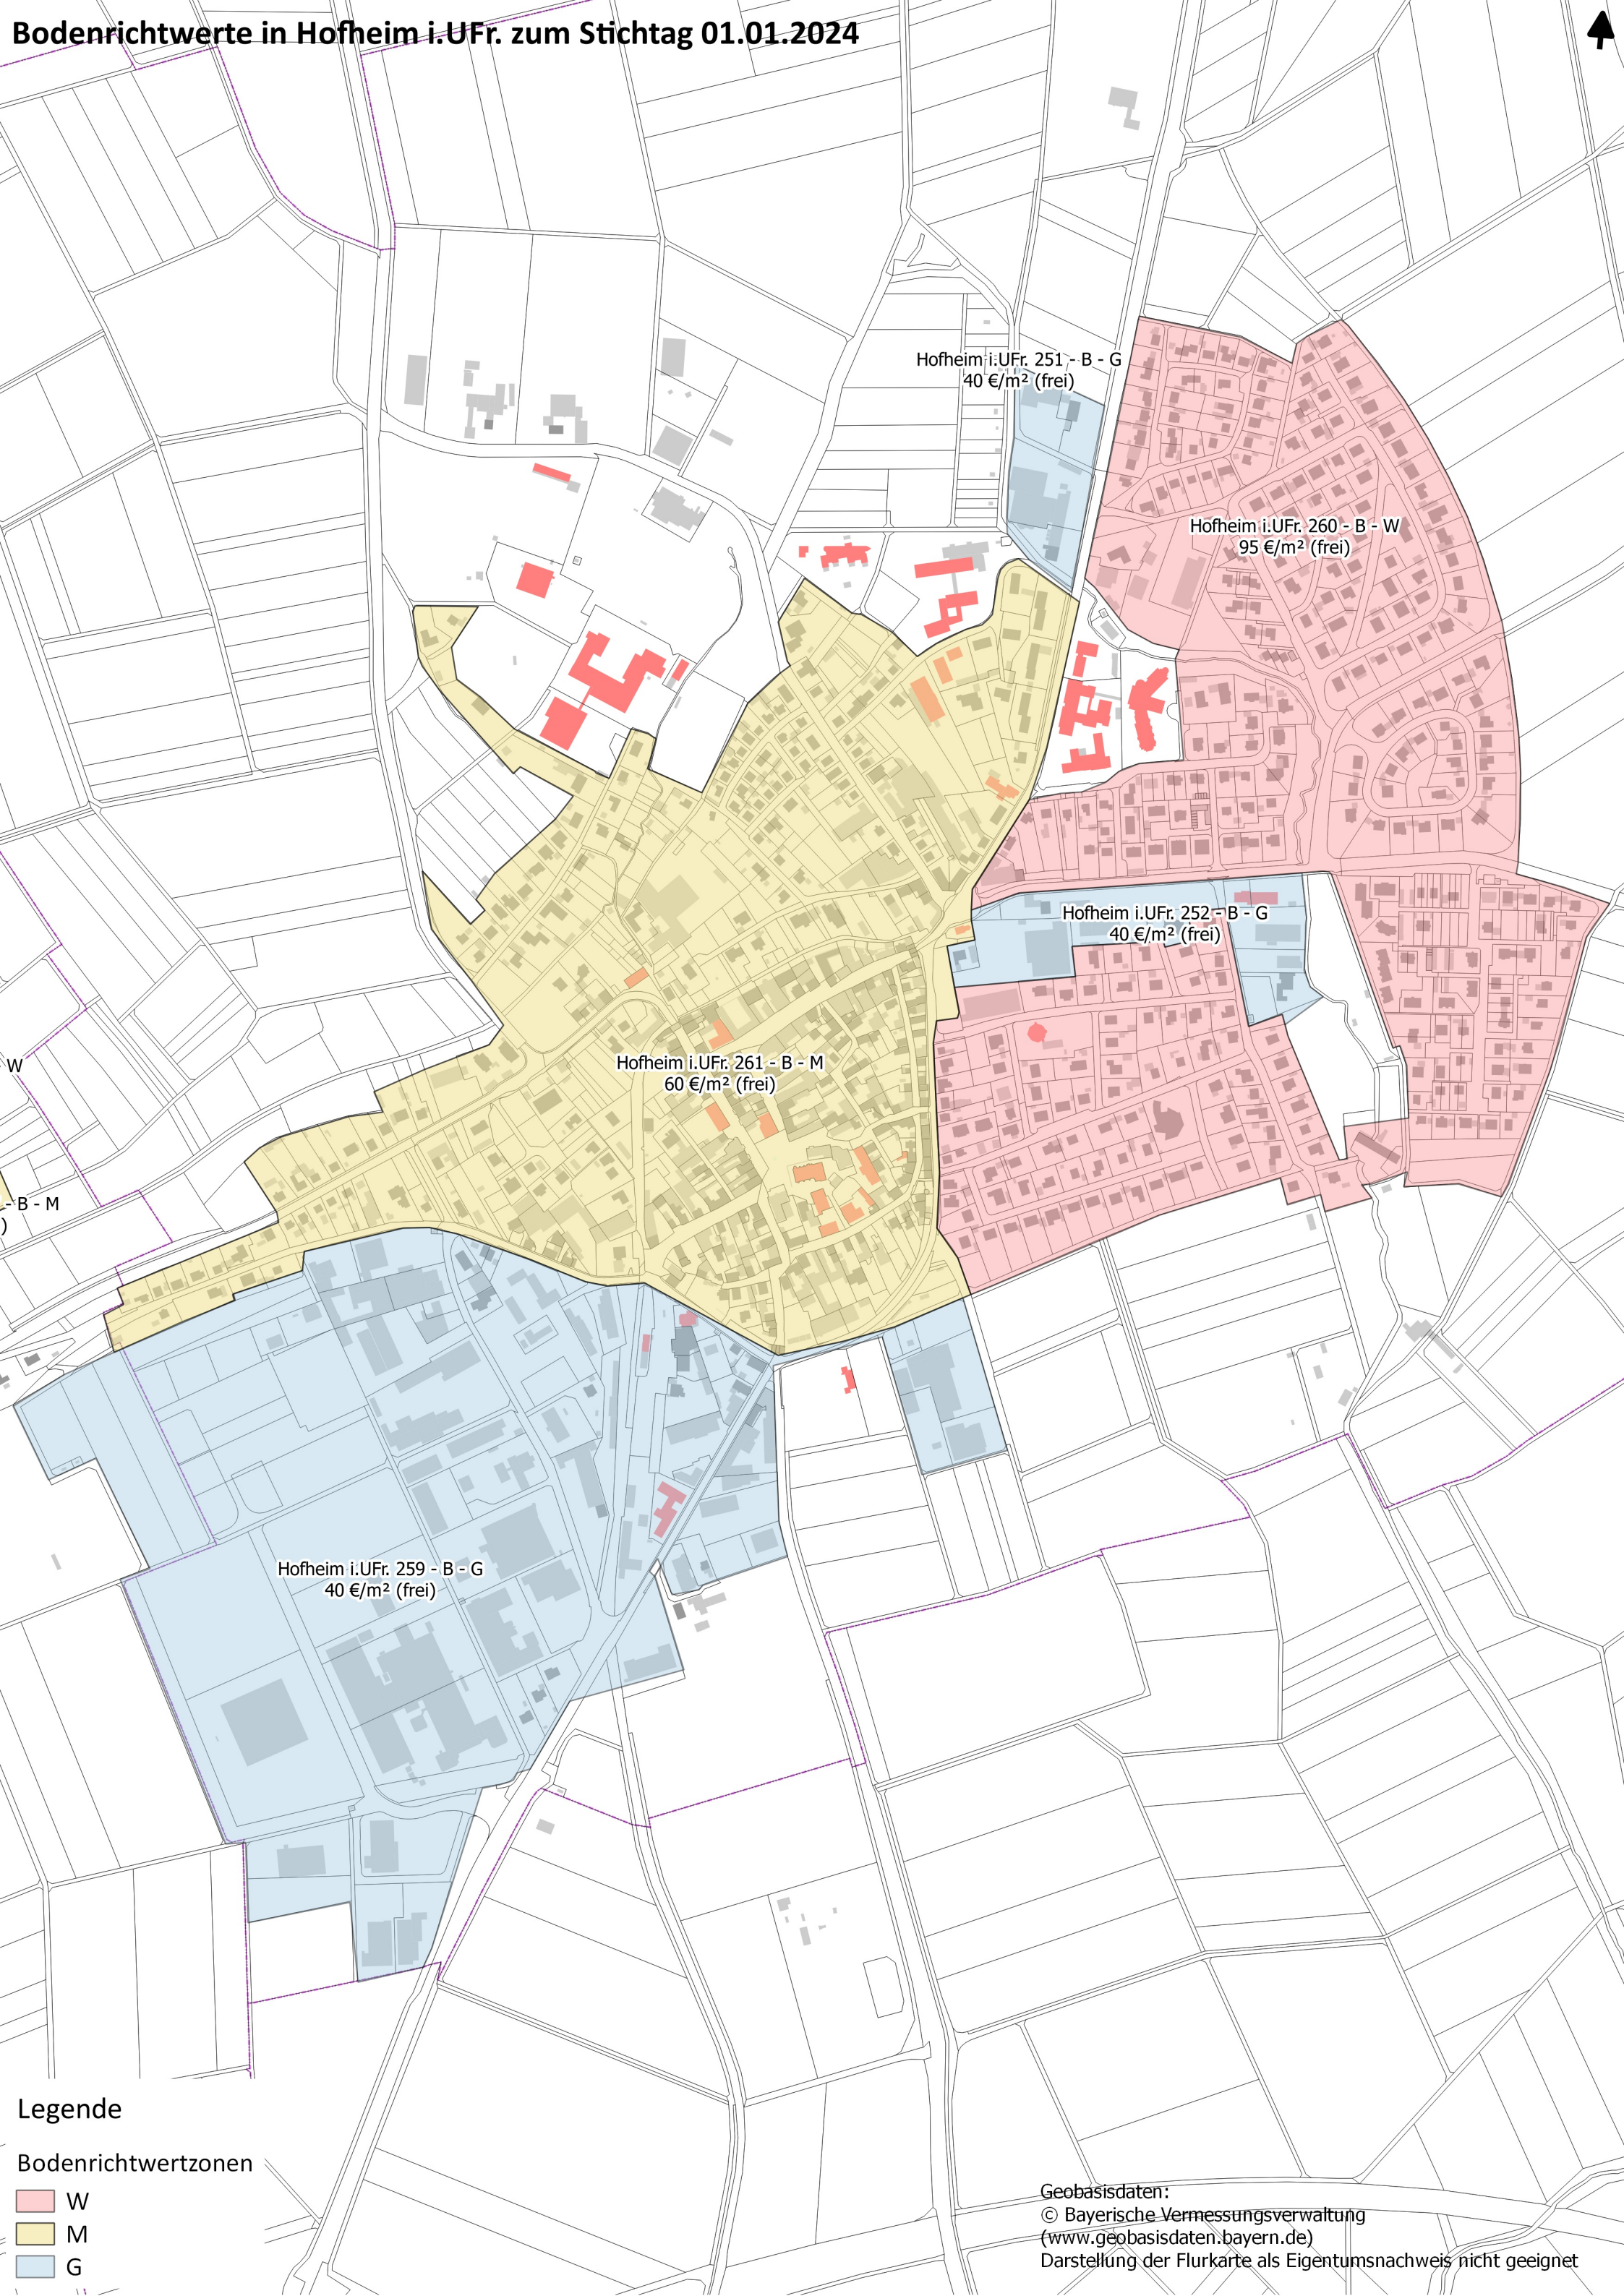 Bodenrichtwerte in Hofheim i.UFr. zum Stichtag 01.01.2024
Hofheim i.UFr. 251 - B - G
40 €/m² (frei)
Hofheim i.UFr. 260 - B - W
95 €/m² (frei)
Hofheim i.UFr. 252 - B - G
40 €/m² (frei)
Hofheim i.UFr. 261 - B - M
60 €/m² (frei)
W
- B - M
)
Hofheim i.UFr. 259 - B - G
40 €/m² (frei)
Legende
Bodenrichtwertzonen
W
M
G
Geobasisdaten:
© Bayerische Vermessungsverwaltung
(www.geobasisdaten.bayern.de)
Darstellung der Flurkarte als Eigentumsnachweis nicht geeignet